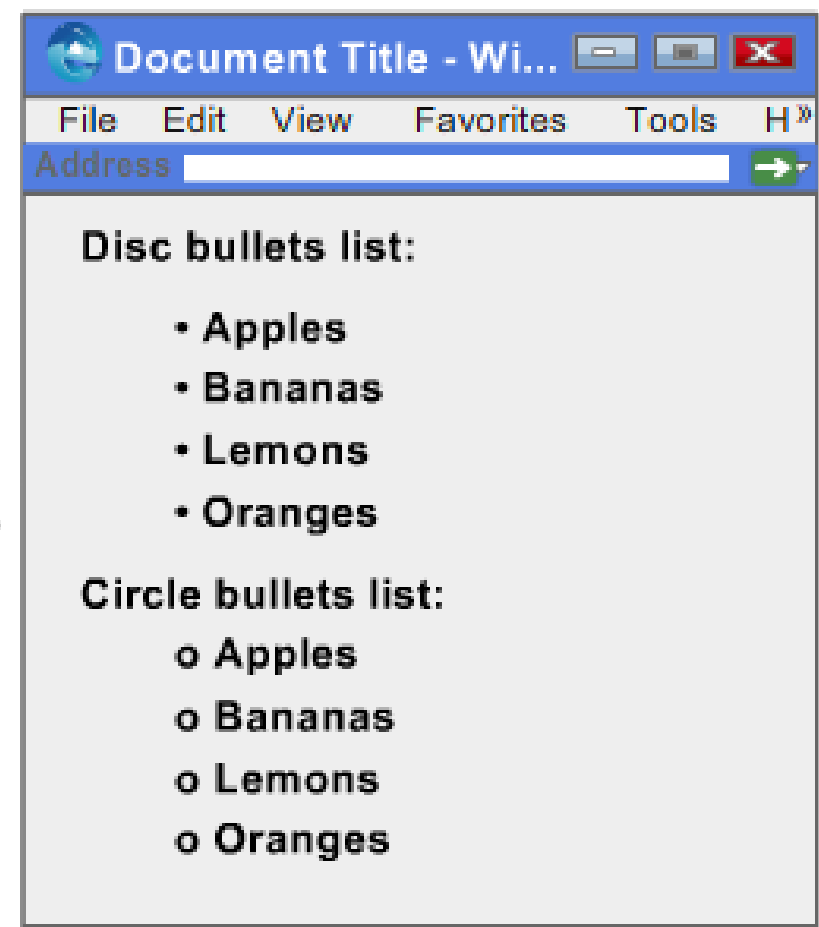 Document Title - Wi...
File Edit View Favorites Tools H»
Address
Disc bullets list:
• Apples
• Bananas
• Lemons
• Oranges
Circle bullets list:
o Apples
o Bananas
o Lemons
o Oranges